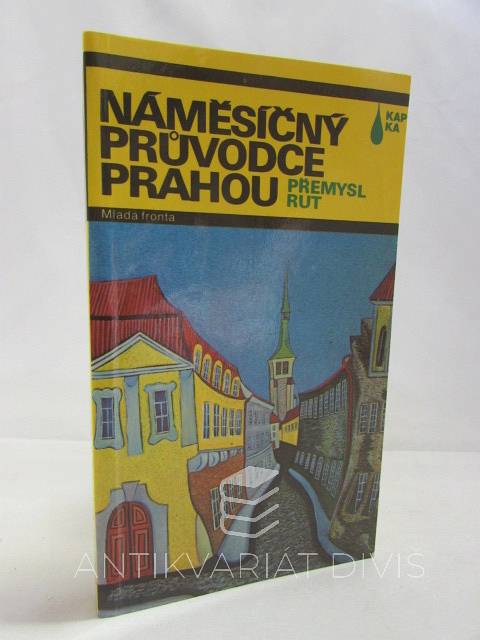 NÁMĚSÍČNÝ
PRŮVODCE
PRAHOU
PŘEMYSL
RUT
KAP
KA
Mladá fronta
ANTIKVARIÁT DIVIŠ